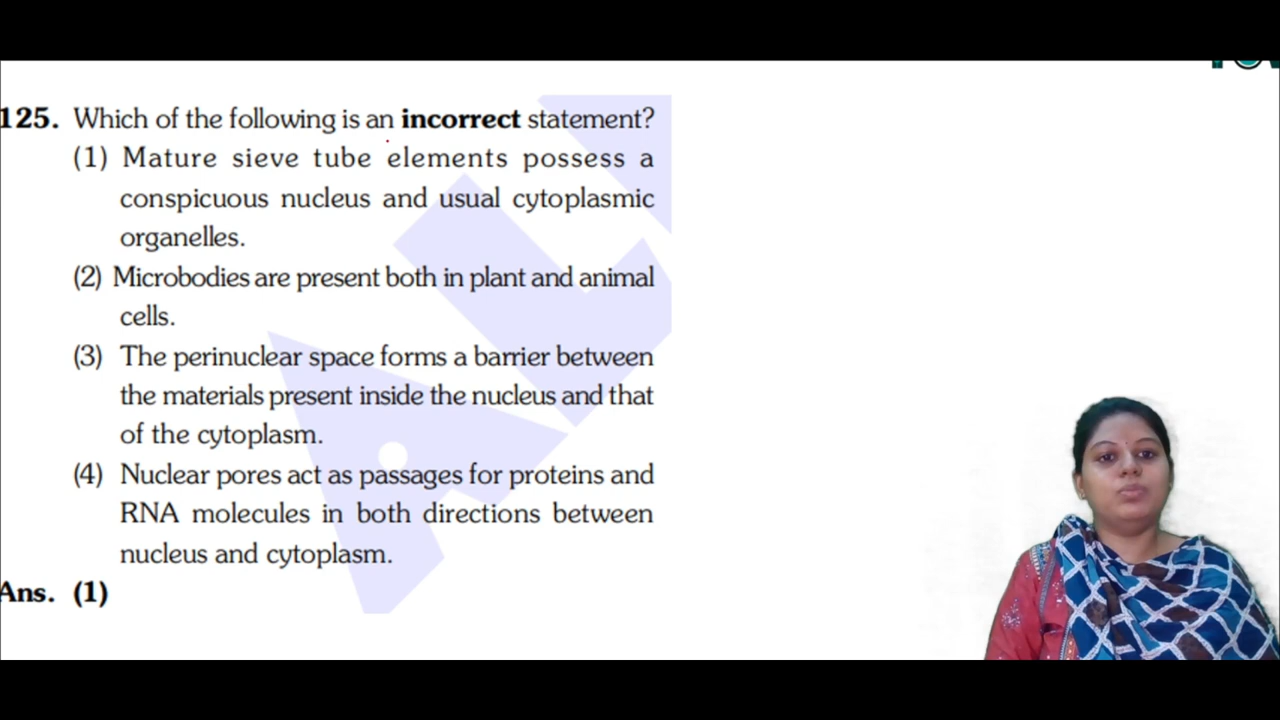 125. Which of the following is an incorrect statement?
(1) Mature sieve tube elements possess a
conspicuous nucleus and usual cytoplasmic
organelles.
(2) Microbodies are present both in plant and animal
cells.
(3) The perinuclear space forms a barrier between
the materials present inside the nucleus and that
of the cytoplasm.
(4) Nuclear pores act as passages for proteins and
RNA molecules in both directions between
nucleus and cytoplasm.
Ans. (1)